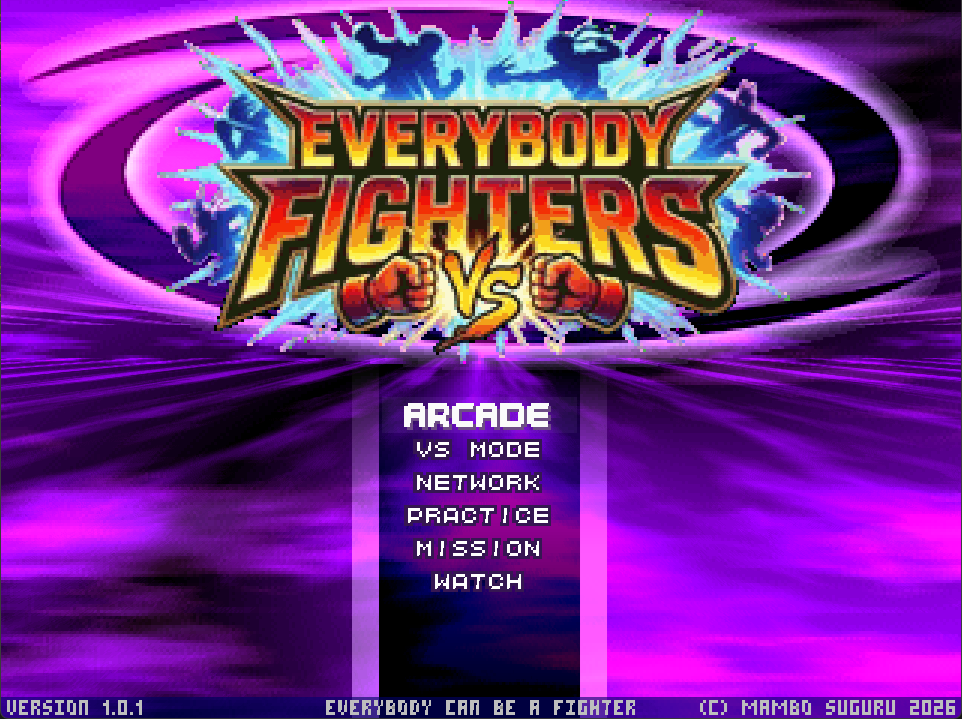 EVERYBODY
FIGHTERS
VS
ARCADE
VS MODE
NETWORK
PRACTICE
MISSION
WATCH
VERSION 1.0.1 EVERYBODY CAN BE A FIGHTER (C) MAMBO SUGURU 2026